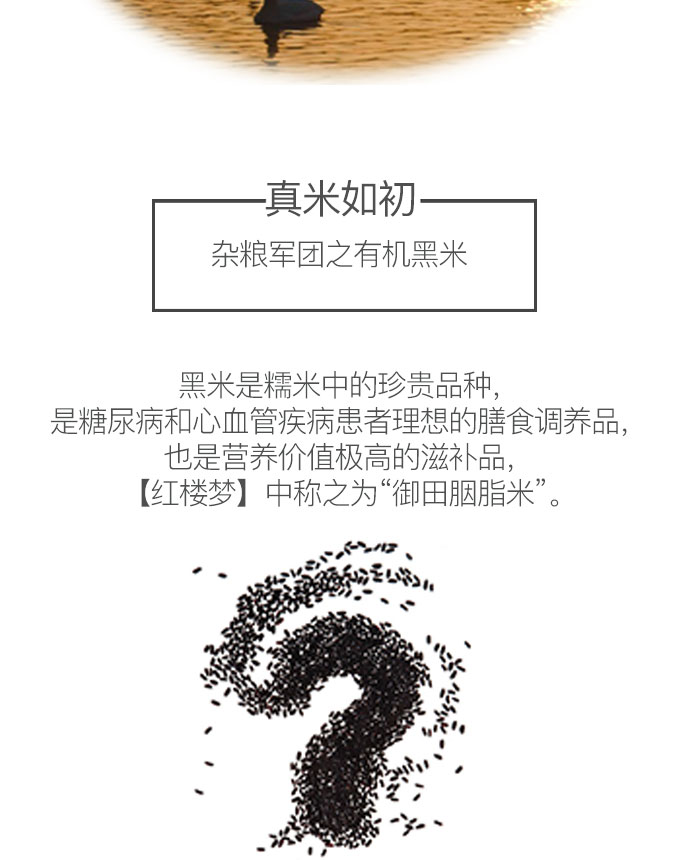 真米如初
杂粮军团之有机黑米
黑米是糯米中的珍贵品种，
是糖尿病和心血管疾病患者理想的膳食调养品，
也是营养价值极高的滋补品，
【红楼梦】中称之为“御田胭脂米”。